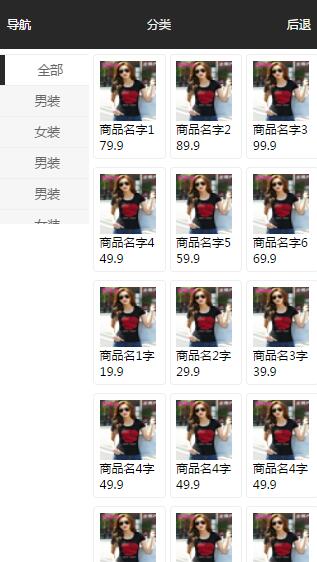 导航 分类 后退
全部
男装
女装
男装
男装
女装
商品名字1 商品名字2 商品名字3
79.9 89.9 99.9
商品名字4 商品名字5 商品名字6
49.9 59.9 69.9
商品名1字 商品名2字 商品名3字
19.9 29.9 39.9
商品名4字 商品名4字 商品名4字
49.9 49.9 49.9